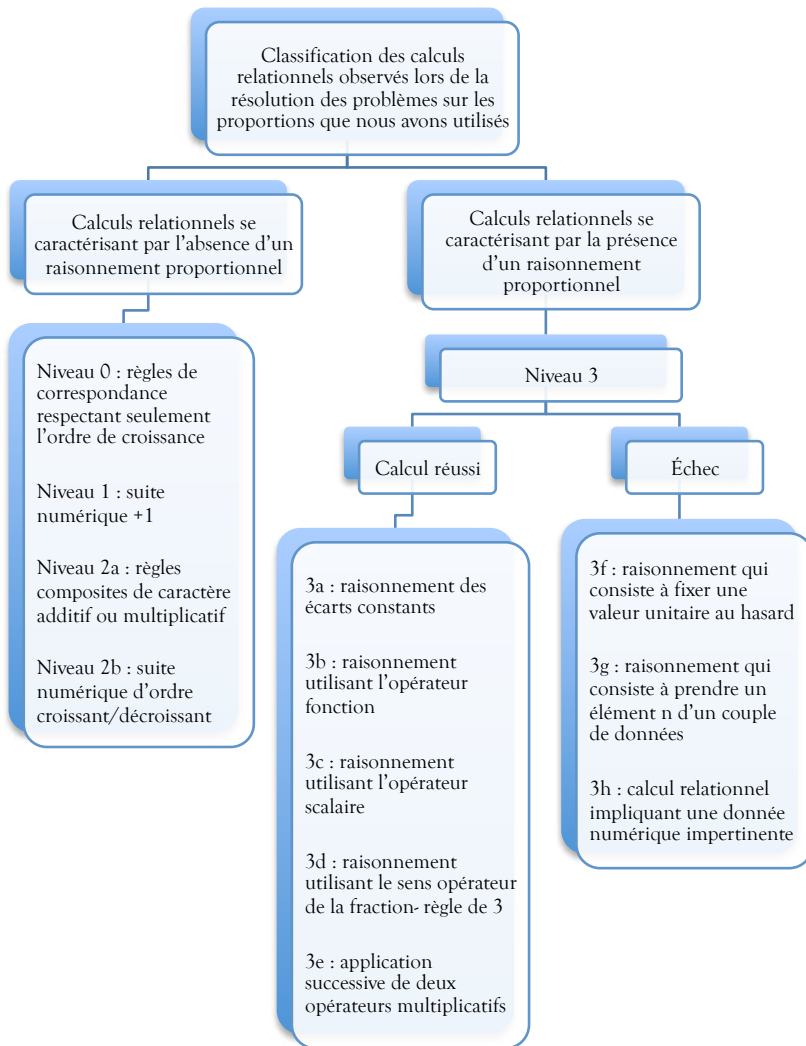 Classification des calculs
relationnels observés lors de la
résolution des problèmes sur les
proportions que nous avons utilisés
Calculs relationnels se
caractérisant par l'absence d'un
raisonnement proportionnel
Calculs relationnels se
caractérisant par la présence
d'un raisonnement
proportionnel
Niveau 0 : règles de
correspondance
respectant seulement
l'ordre de croissance
Niveau 1 : suite
numérique +1
Niveau 2a : règles
composites de caractère
additif ou multiplicatif
Niveau 2b : suite
numérique d'ordre
croissant/décroissant
Niveau 3
Calcul réussi
Échec
3a : raisonnement des
écarts constants
3b : raisonnement
utilisant l'opérateur
fonction
3c : raisonnement
utilisant l'opérateur
scalaire
3d : raisonnement
utilisant le sens opérateur
de la fraction- règle de 3
3e : application
successive de deux
opérateurs multiplicatifs
3f : raisonnement qui
consiste à fixer une
valeur unitaire au hasard
3g : raisonnement qui
consiste à prendre un
élément n d'un couple
de données
3h : calcul relationnel
impliquant une donnée
numérique impertinente